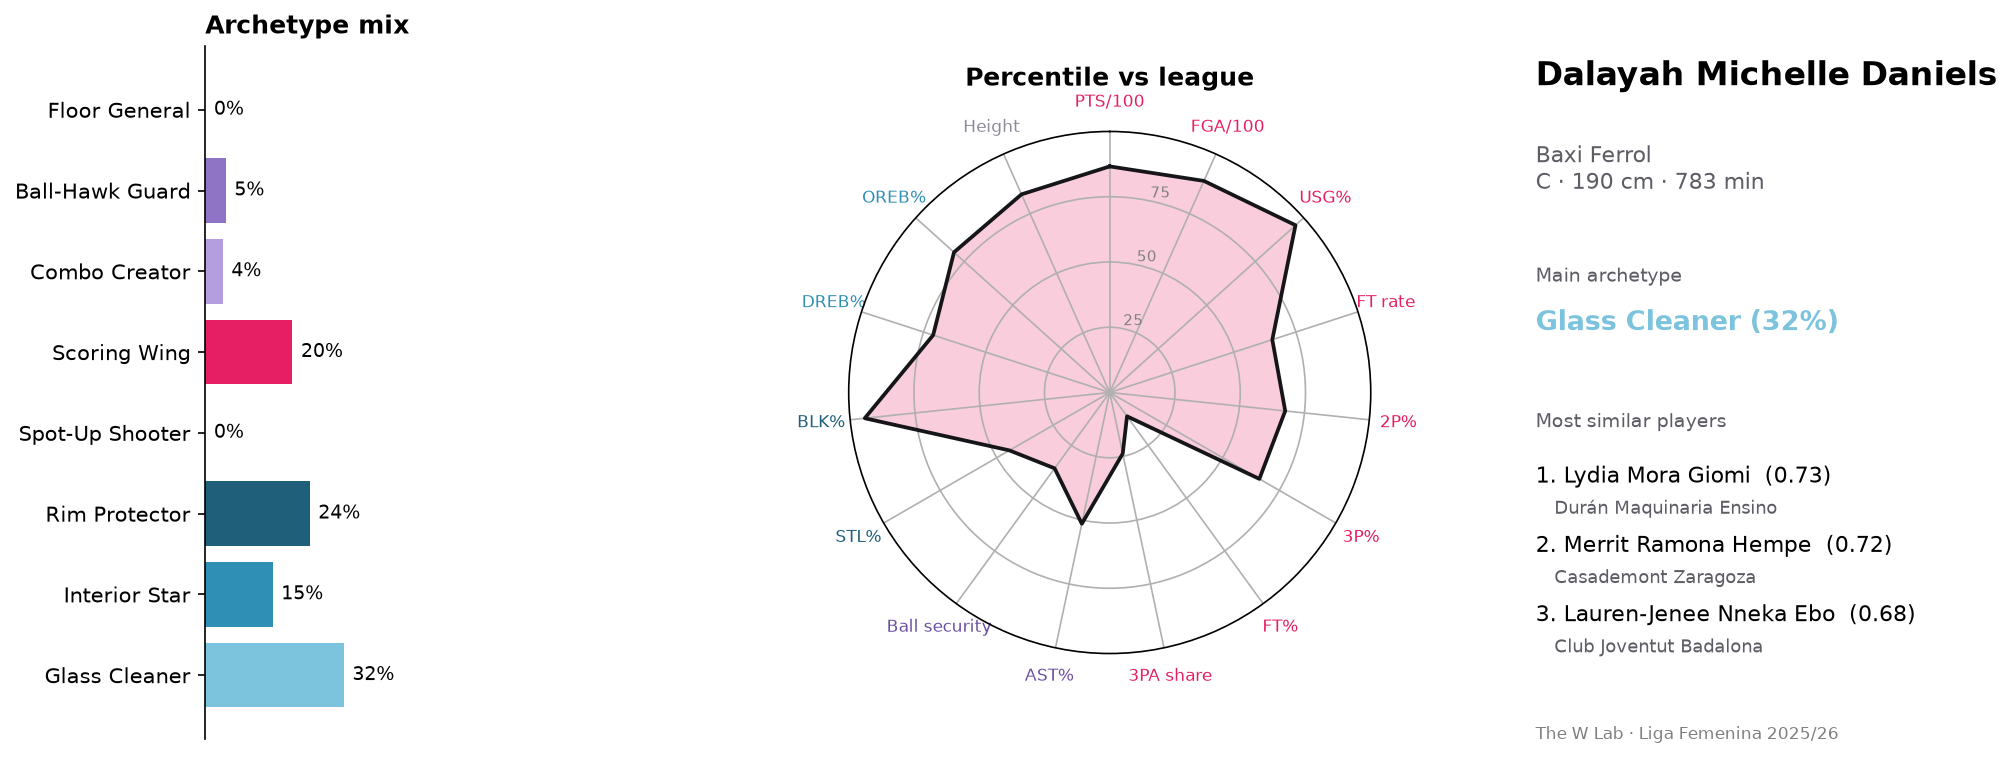 Archetype mix
Floor General
0%
Ball-Hawk Guard
5%
Combo Creator
4%
Scoring Wing
20%
Spot-Up Shooter
0%
Rim Protector
24%
Interior Star
15%
Glass Cleaner
32%
Percentile vs league
PTS/100
FGA/100
USG%
FT rate
2P%
3P%
FT%
3PA share
AST%
Ball security
STL%
BLK%
DREB%
OREB%
Height
75
50
25
Dalayah Michelle Daniels
Baxi Ferrol
C · 190 cm · 783 min
Main archetype
Glass Cleaner (32%)
Most similar players
1. Lydia Mora Giomi (0.73)
Durán Maquinaria Ensino
2. Merrit Ramona Hempe (0.72)
Casademont Zaragoza
3. Lauren-Jenee Nneka Ebo (0.68)
Club Joventut Badalona
The W Lab · Liga Femenina 2025/26